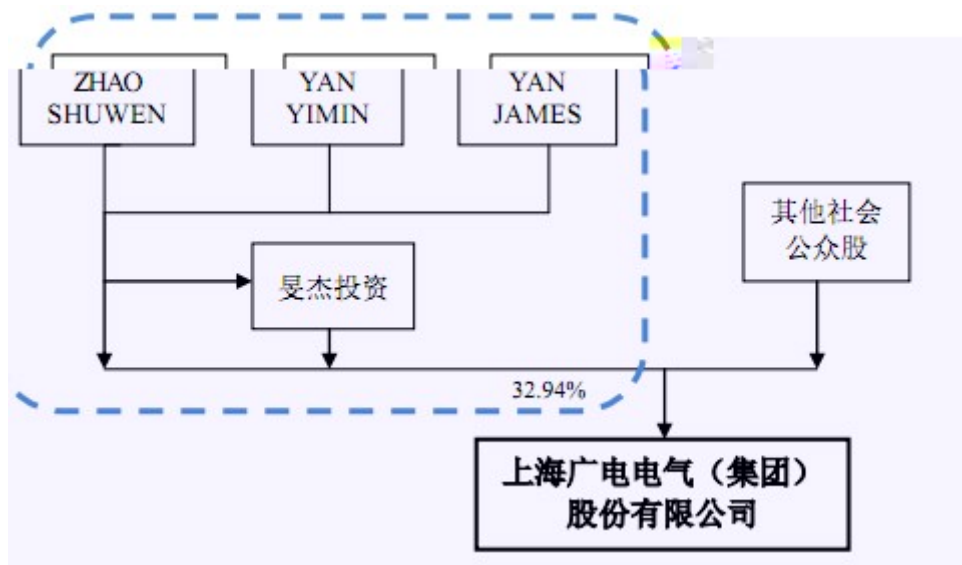 ZHAO
SHUWEN
YAN
YIMIN
YAN
JAMES
其他社会
公众股
旻杰投资
32.94%
上海广电电气（集团）
股份有限公司